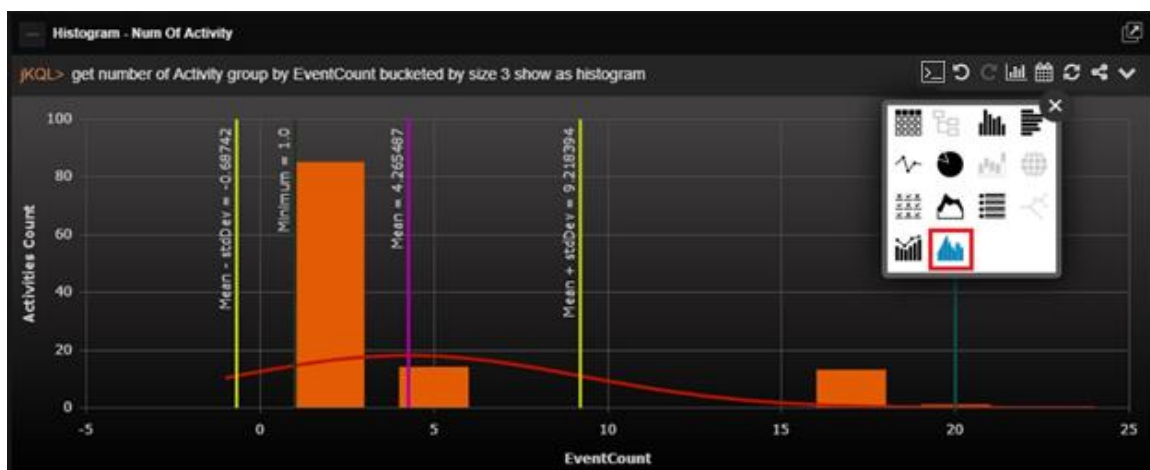 Histogram - Num Of Activity
jKQL> get number of Activity group by EventCount bucketed by size 3 show as histogram
100
80
60
40
20
0
Activities Count
Mean - stdDev = -0.68742
Minimum = 1.0
Mean = 4.265487
Mean + stdDev = 9.218394
-5
0
5
10
15
20
25
EventCount